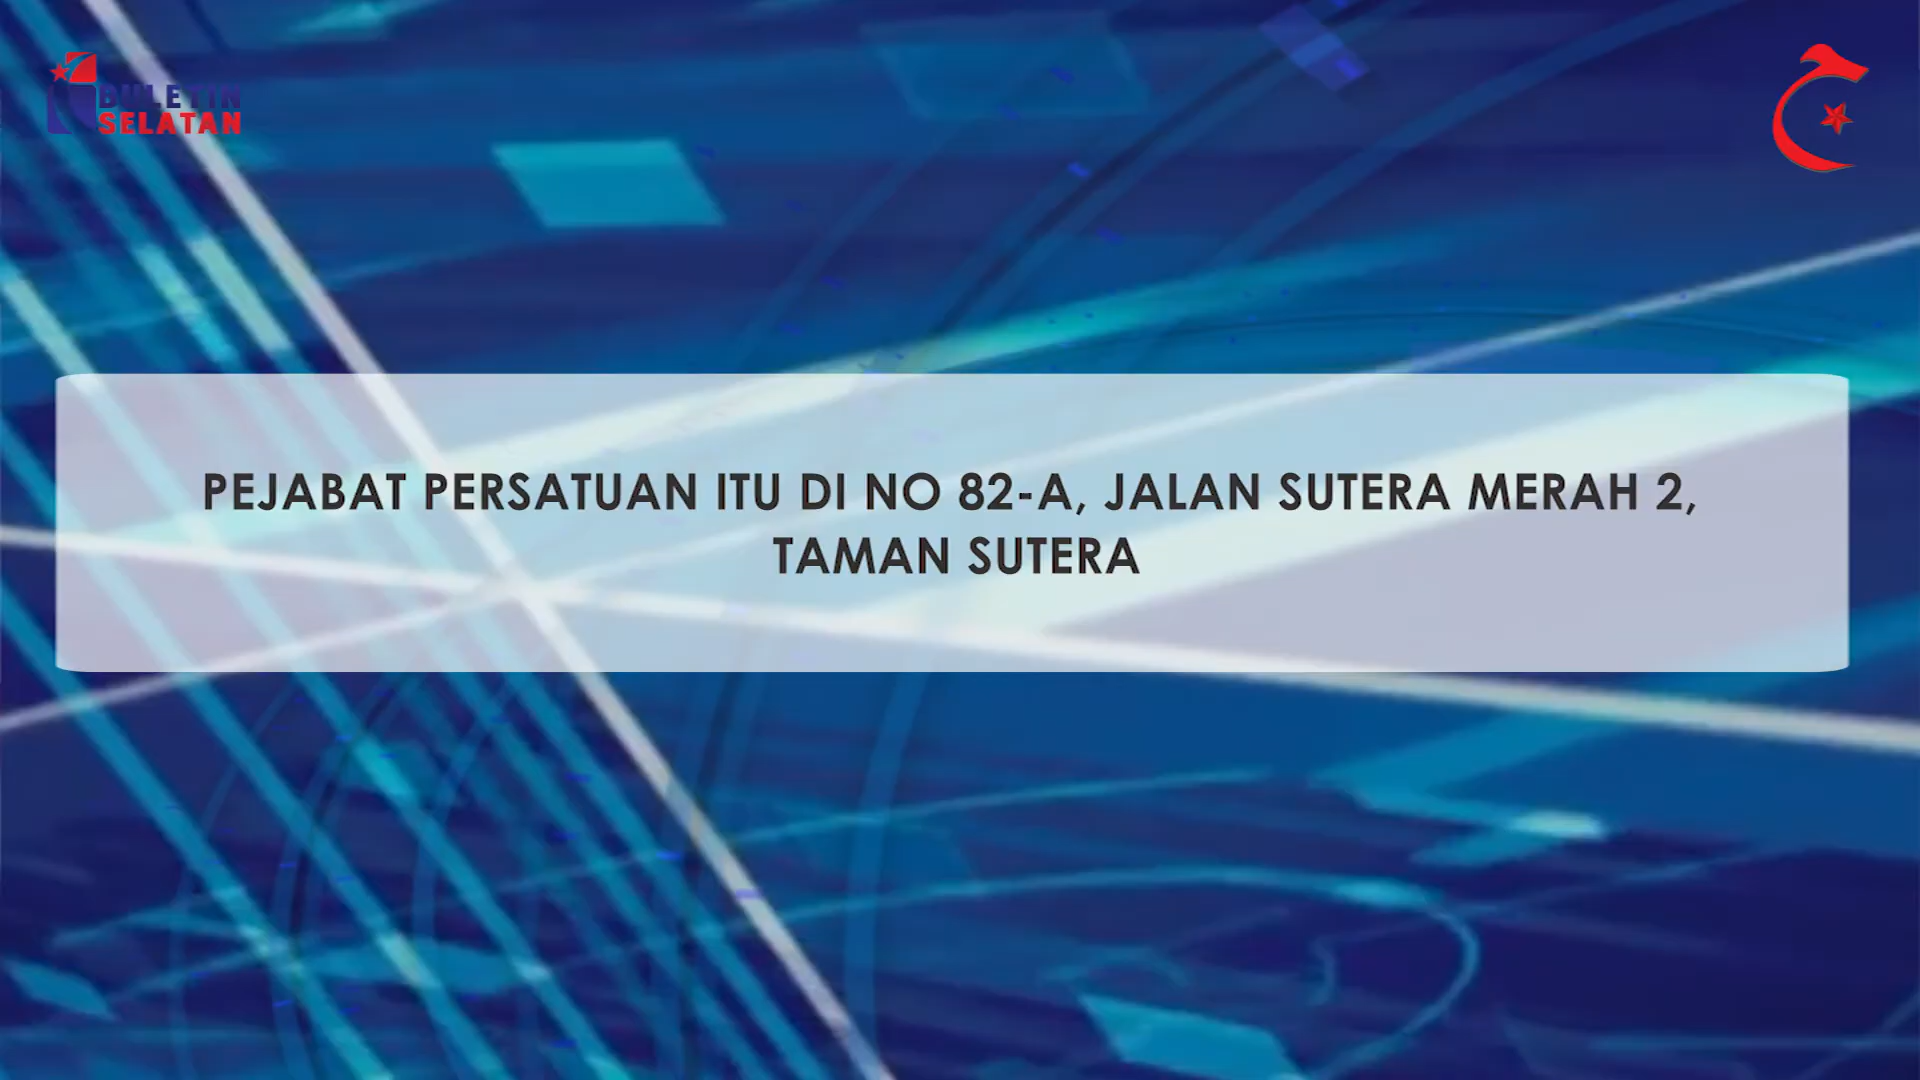 BULETIN
SELATAN
PEJABAT PERSATUAN ITU DI NO 82-A, JALAN SUTERA MERAH 2,
TAMAN SUTERA